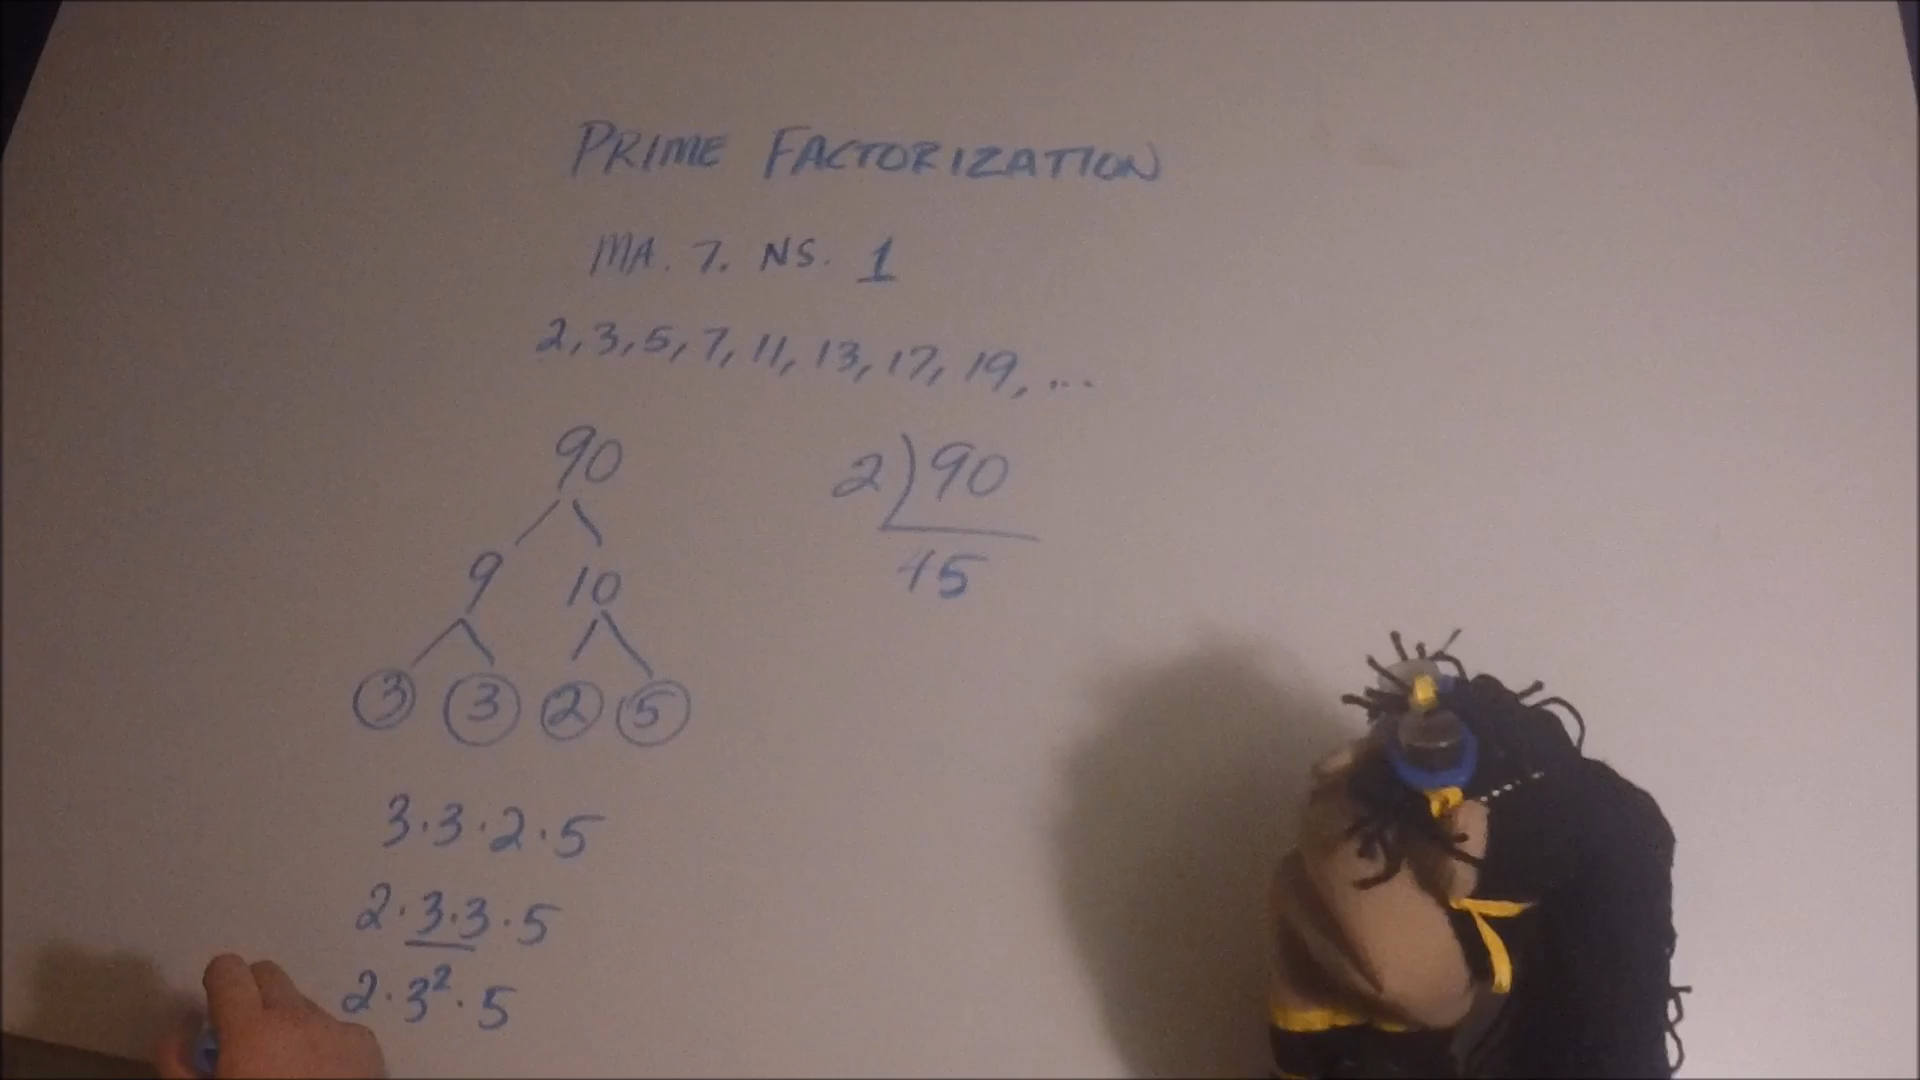 PRIME FACTORIZATION
MA. 7. NS. 1
2, 3, 5, 7, 11, 13, 17, 19, ...
90
9 10
3 3 2 5
3·3·2·5
2·3·3·5
2·3²·5
2)90
45